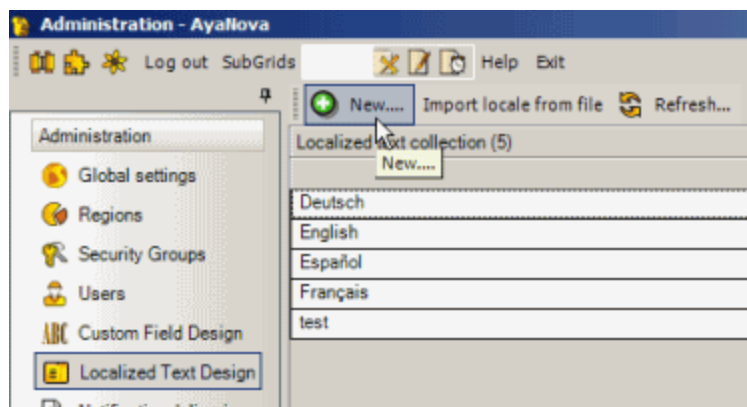 Administration - AyaNova
Log out SubGrids Help Exit
New.... Import locale from file Refresh...
Administration
Localized text collection (5)
New....
Global settings
Regions
Security Groups
Users
ABC Custom Field Design
Localized Text Design
Deutsch
English
Español
Français
test